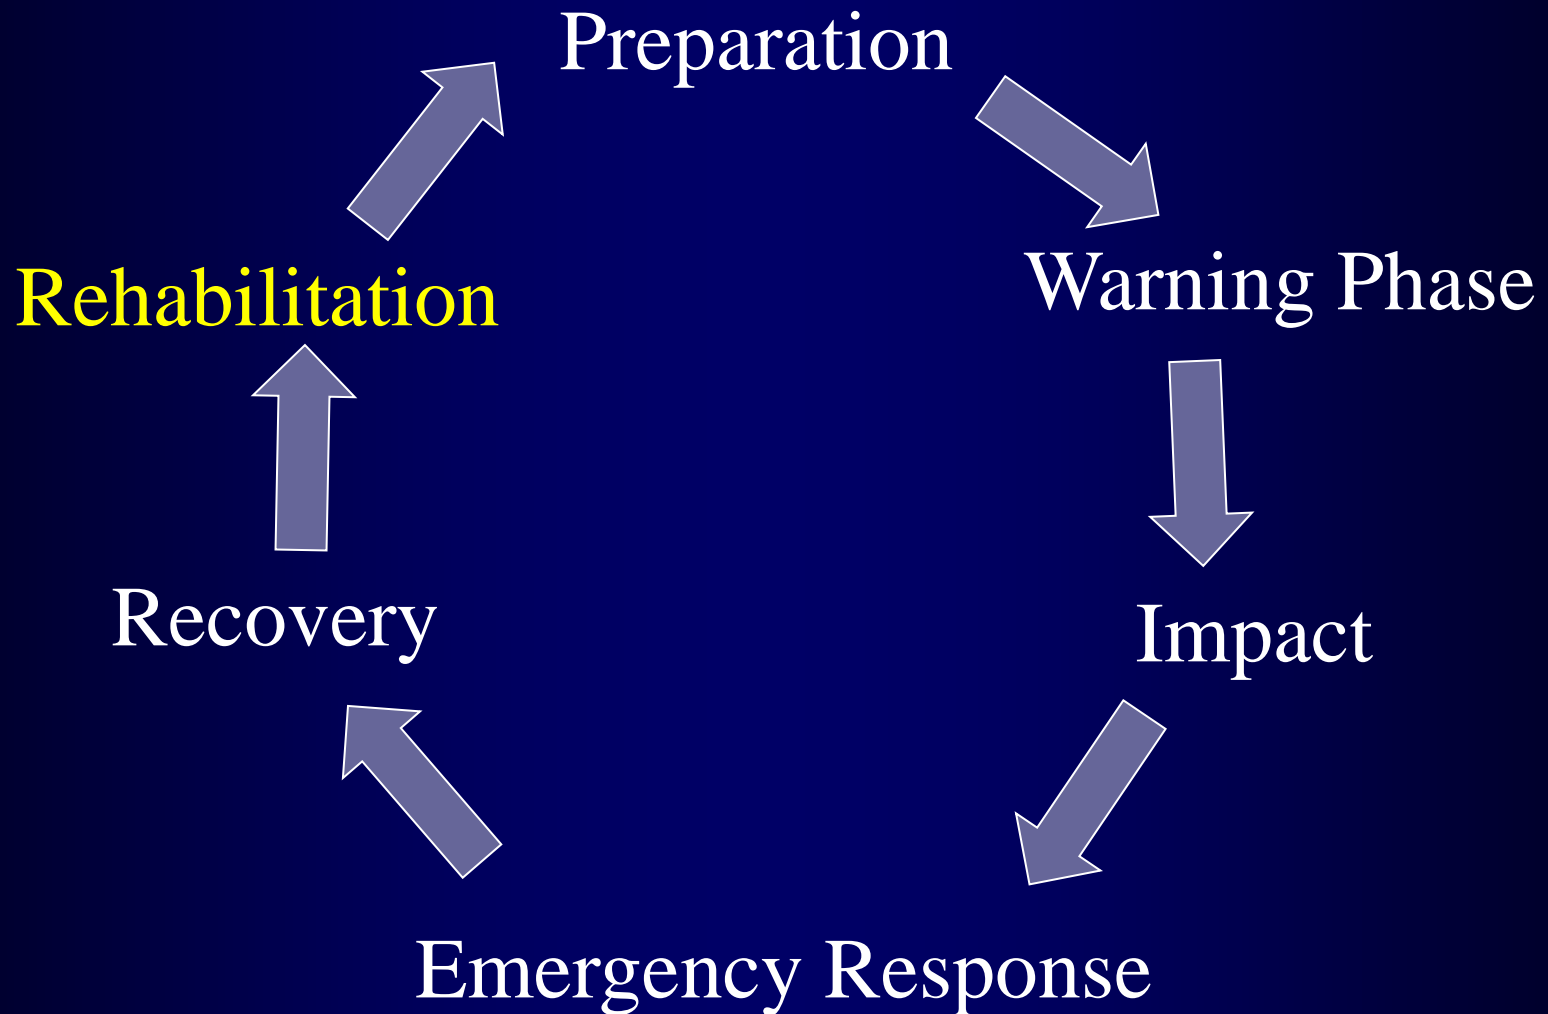 Preparation
Rehabilitation
Warning Phase
Recovery
Impact
Emergency Response